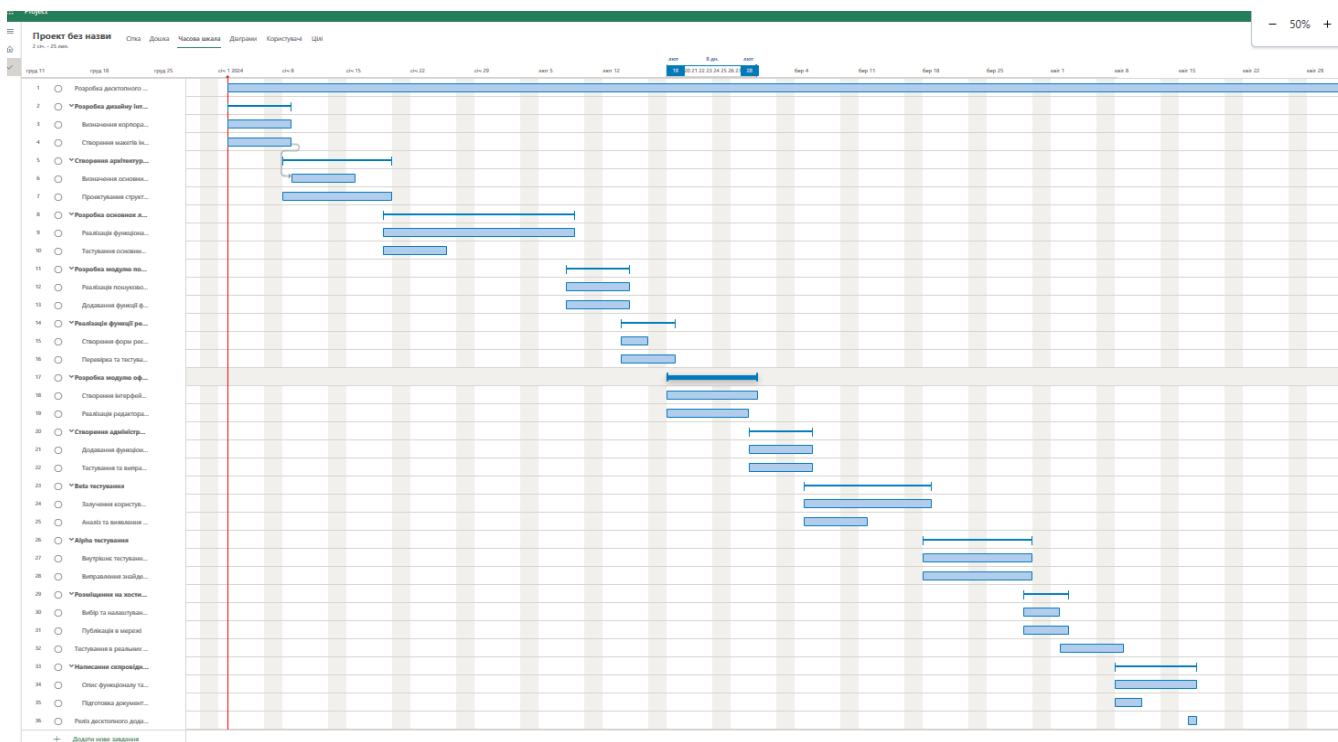 Project
Проект без назви
2 січ. - 25 лип.
Сітка Дошка Часова шкала Діаграми Користувачі Цілі
50%
лют 8 дн. лют
груд 11 груд 18 груд 25 січ 1 2024 січ 8 січ 15 січ 22 січ 29 лют 5 лют 12 19 20 21 22 23 24 25 26 27 28 бер 4 бер 11 бер 18 бер 25 квіт 1 квіт 8 квіт 15 квіт 22 квіт 29
1 Розробка десктопного ...
2 Розробка дизайну інт...
3 Визначення корпора...
4 Створення макетів ін...
5 Створення архітектур...
6 Визначення основни...
7 Проектування структ...
8 Розробка основних л...
9 Реалізація функціона...
10 Тестування основни...
11 Розробка модулю по...
12 Реалізація пошуково...
13 Додавання функції ф...
14 Реалізація функції ре...
15 Створення форм рес...
16 Перевірка та тестува...
17 Розробка модулю оф...
18 Створення інтерфей...
19 Реалізація редактора...
20 Створення адміністр...
21 Додавання функціон...
22 Тестування та випра...
23 Beta тестування
24 Залучення користув...
25 Аналіз та виявлення ...
26 Alpha тестування
27 Внутрішнє тестуванн...
28 Виправлення знайде...
29 Розміщення на хости...
30 Вибір та налаштуван...
31 Публікація в мережі
32 Тестування в реальних ...
33 Написання супровідн...
34 Опис функціоналу та...
35 Підготовка документ...
36 Реліз десктопного дода...
Додати нове завдання